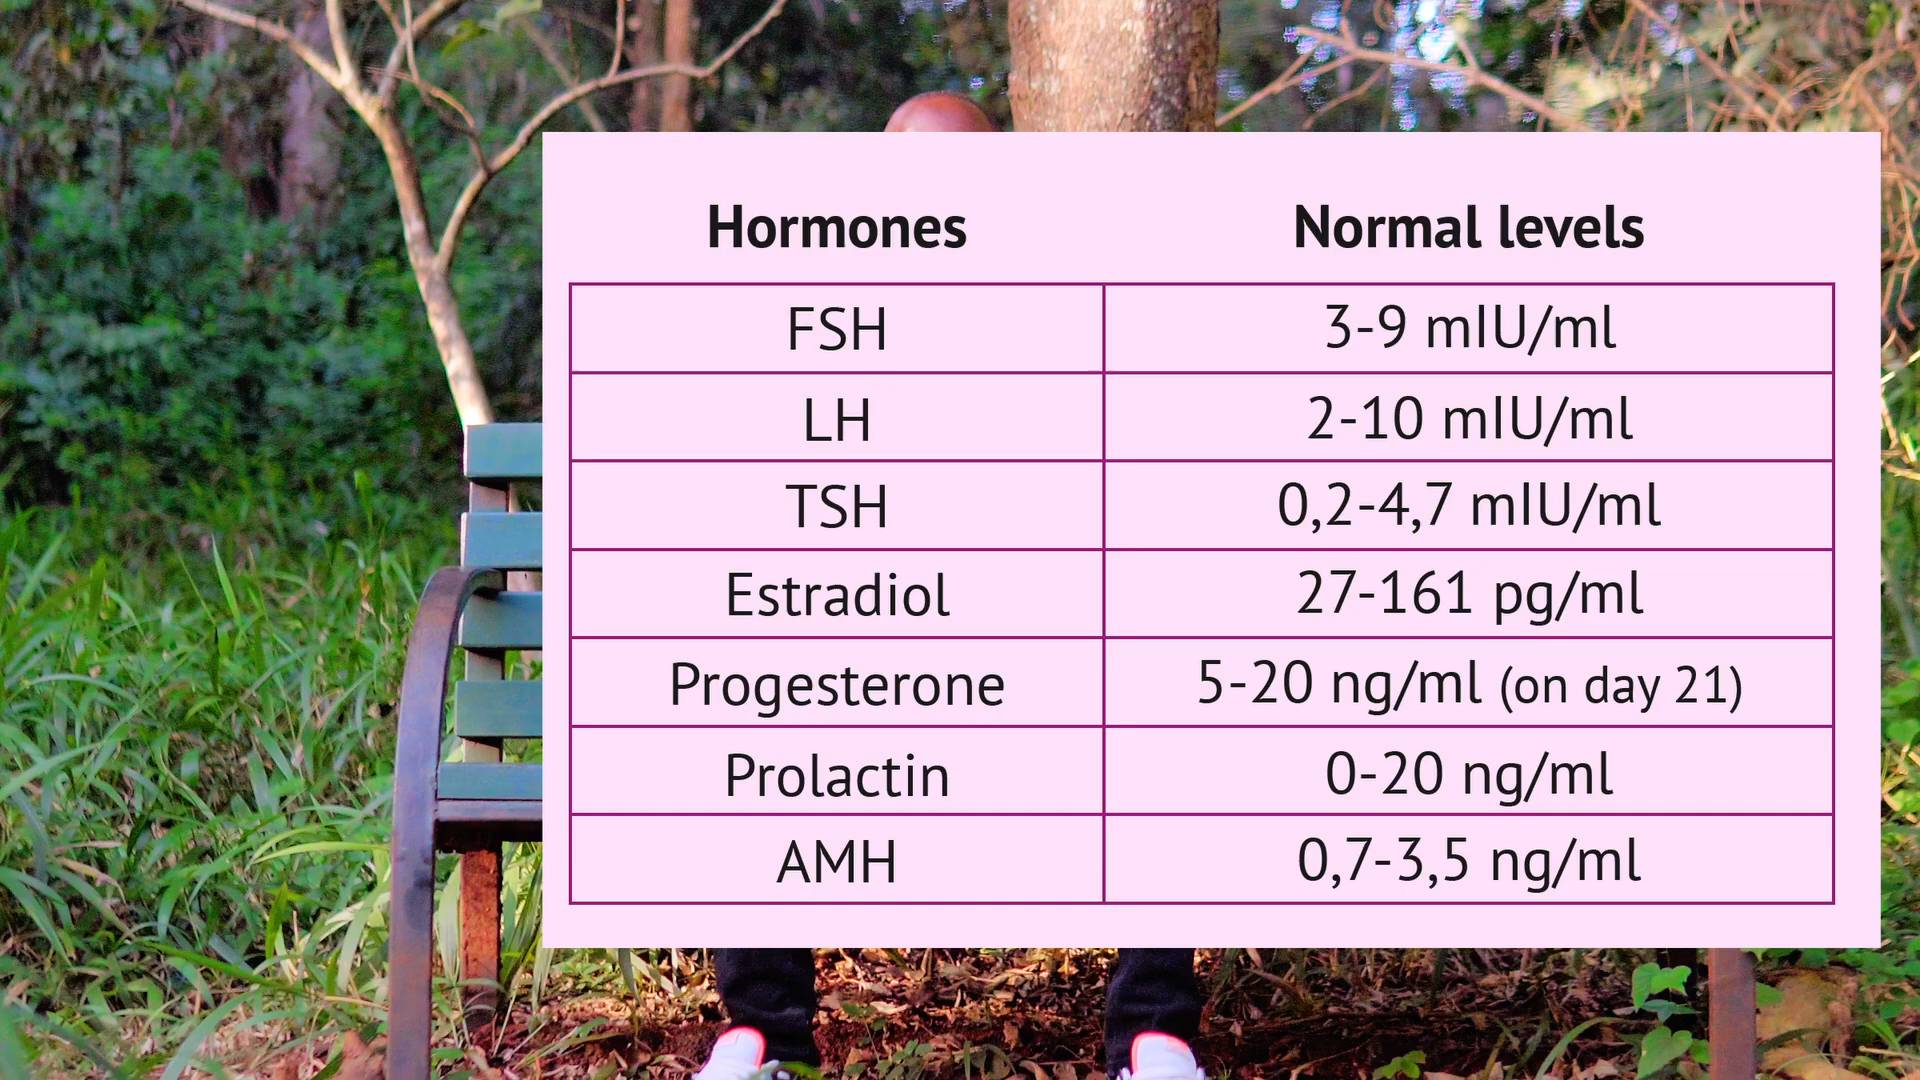 Hormones Normal levels
FSH 3-9 mIU/ml
LH 2-10 mIU/ml
TSH 0,2-4,7 mIU/ml
Estradiol 27-161 pg/ml
Progesterone 5-20 ng/ml (on day 21)
Prolactin 0-20 ng/ml
AMH 0,7-3,5 ng/ml